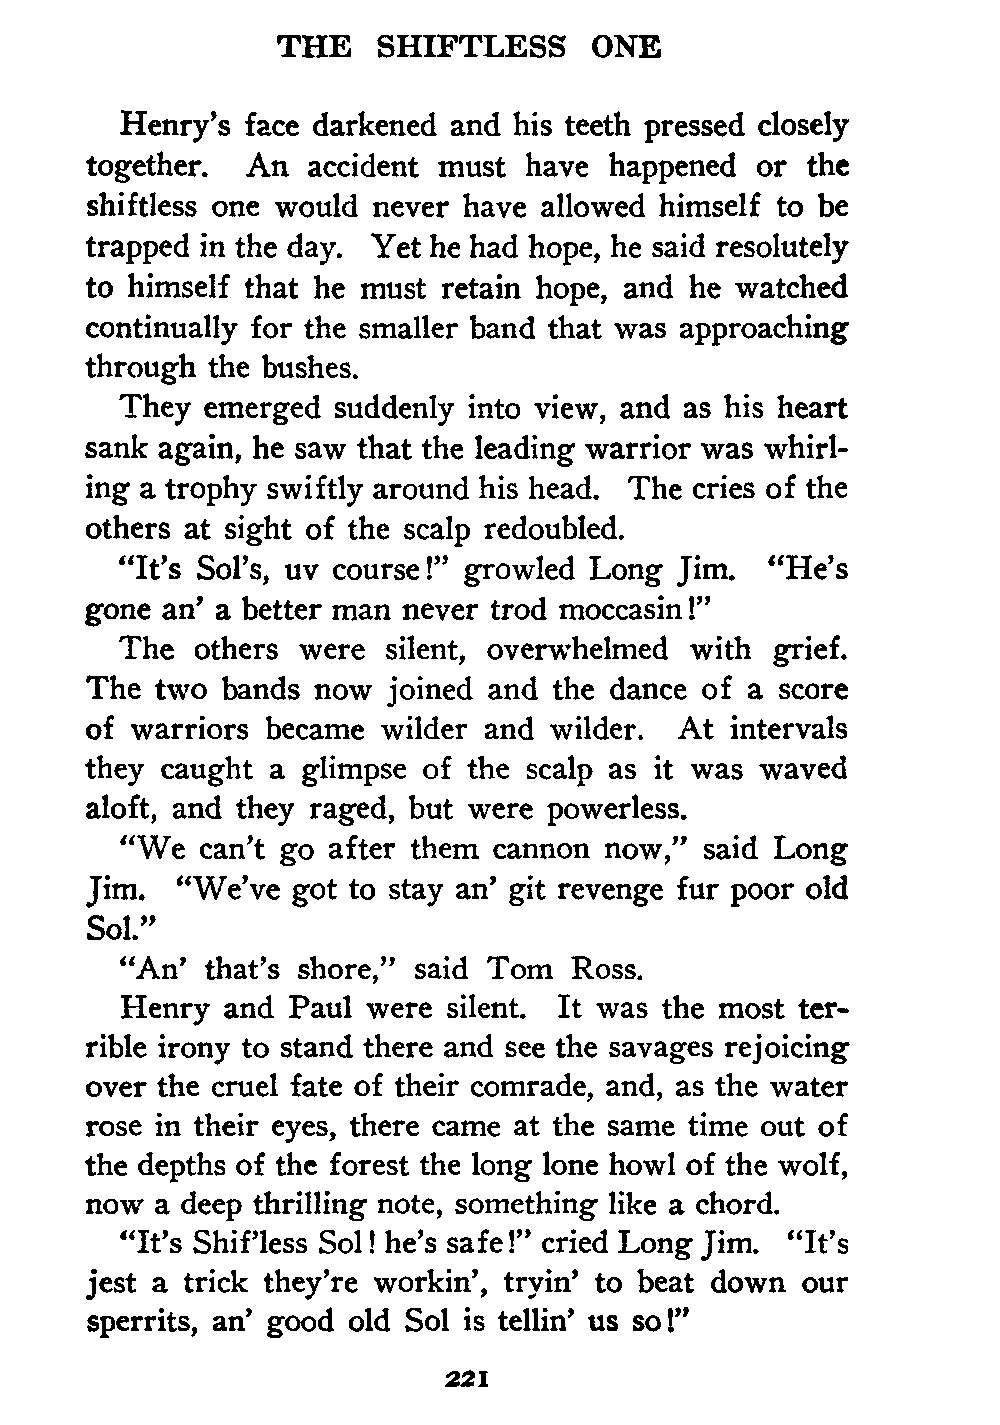 THE SHIFTLESS ONE
Henry's face darkened and his teeth pressed closely
together. An accident must have happened or the
shiftless one would never have allowed himself to be
trapped in the day. Yet he had hope, he said resolutely
to himself that he must retain hope, and he watched
continually for the smaller band that was approaching
through the bushes.
They emerged suddenly into view, and as his heart
sank again, he saw that the leading warrior was whirl-
ing a trophy swiftly around his head. The cries of the
others at sight of the scalp redoubled.
“It's Sol's, uv course!” growled Long Jim. “He's
gone an' a better man never trod moccasin!”
The others were silent, overwhelmed with grief.
The two bands now joined and the dance of a score
of warriors became wilder and wilder. At intervals
they caught a glimpse of the scalp as it was waved
aloft, and they raged, but were powerless.
“We can't go after them cannon now,” said Long
Jim. “We've got to stay an' git revenge fur poor old
Sol.”
“An' that's shore,” said Tom Ross.
Henry and Paul were silent. It was the most ter-
rible irony to stand there and see the savages rejoicing
over the cruel fate of their comrade, and, as the water
rose in their eyes, there came at the same time out of
the depths of the forest the long lone howl of the wolf,
now a deep thrilling note, something like a chord.
“It's Shif'less Sol! he's safe!” cried Long Jim. “It's
jest a trick they're workin', tryin' to beat down our
sperrits, an' good old Sol is tellin' us so!”
221